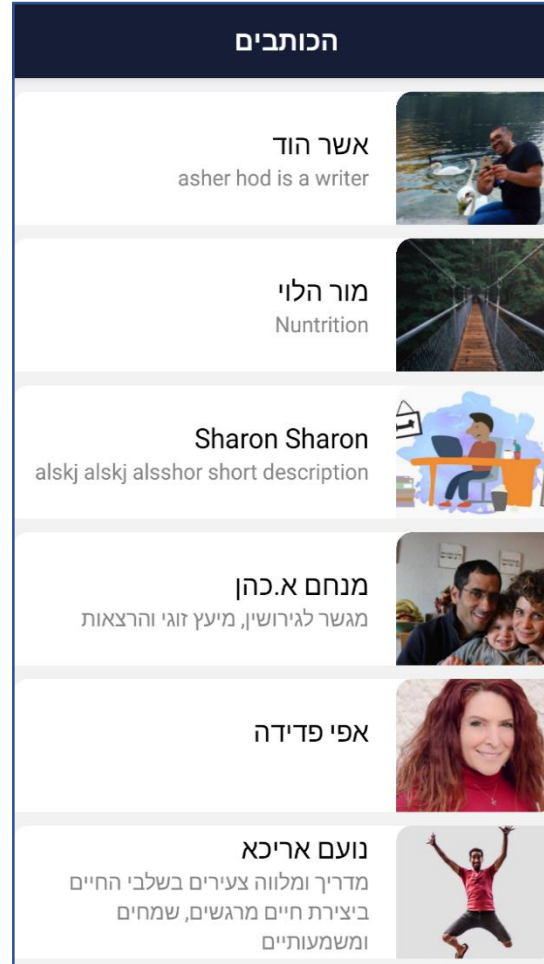 הכותבים
אשר הוד
asher hod is a writer
מור הלוי
Nuntrition
Sharon Sharon
alskj alskj alsshor short description
מנחם א.כהן
מגשר לגירושין, מיעץ זוגי והרצאות
אפי פדידה
נועם אריכא
מדריך ומלווה צעירים בשלבי החיים
ביצירת חיים מרגשים, שמחים
ומשמעותיים